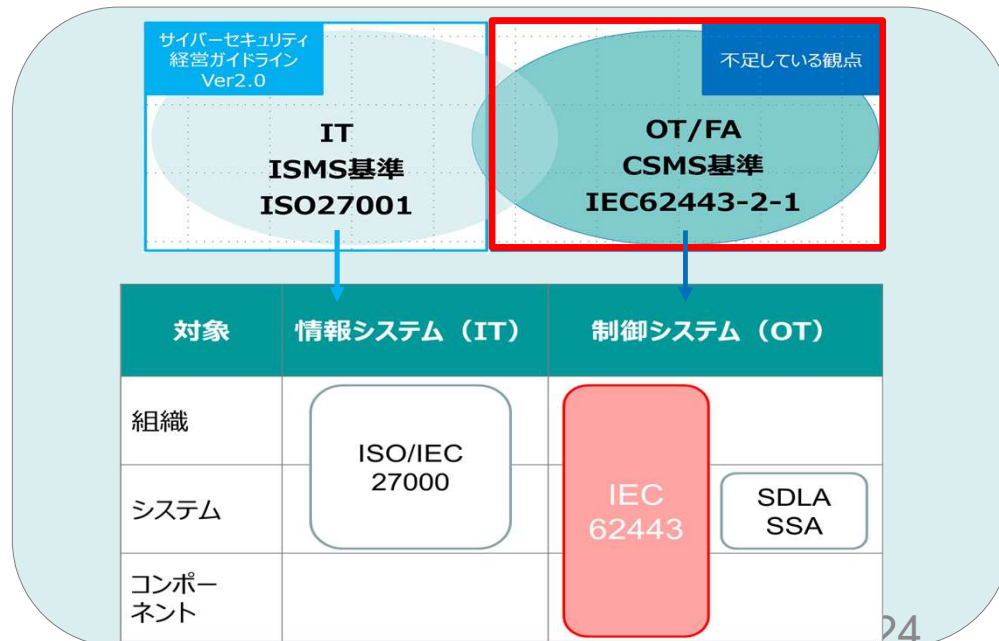 サイバーセキュリティ
経営ガイドライン
Ver2.0
不足している観点
IT
ISMS基準
ISO27001
OT/FA
CSMS基準
IEC62443-2-1
対象
情報システム（IT）
制御システム（OT）
組織
システム
コンポー
ネント
ISO/IEC
27000
IEC
62443
SDLA
SSA
24